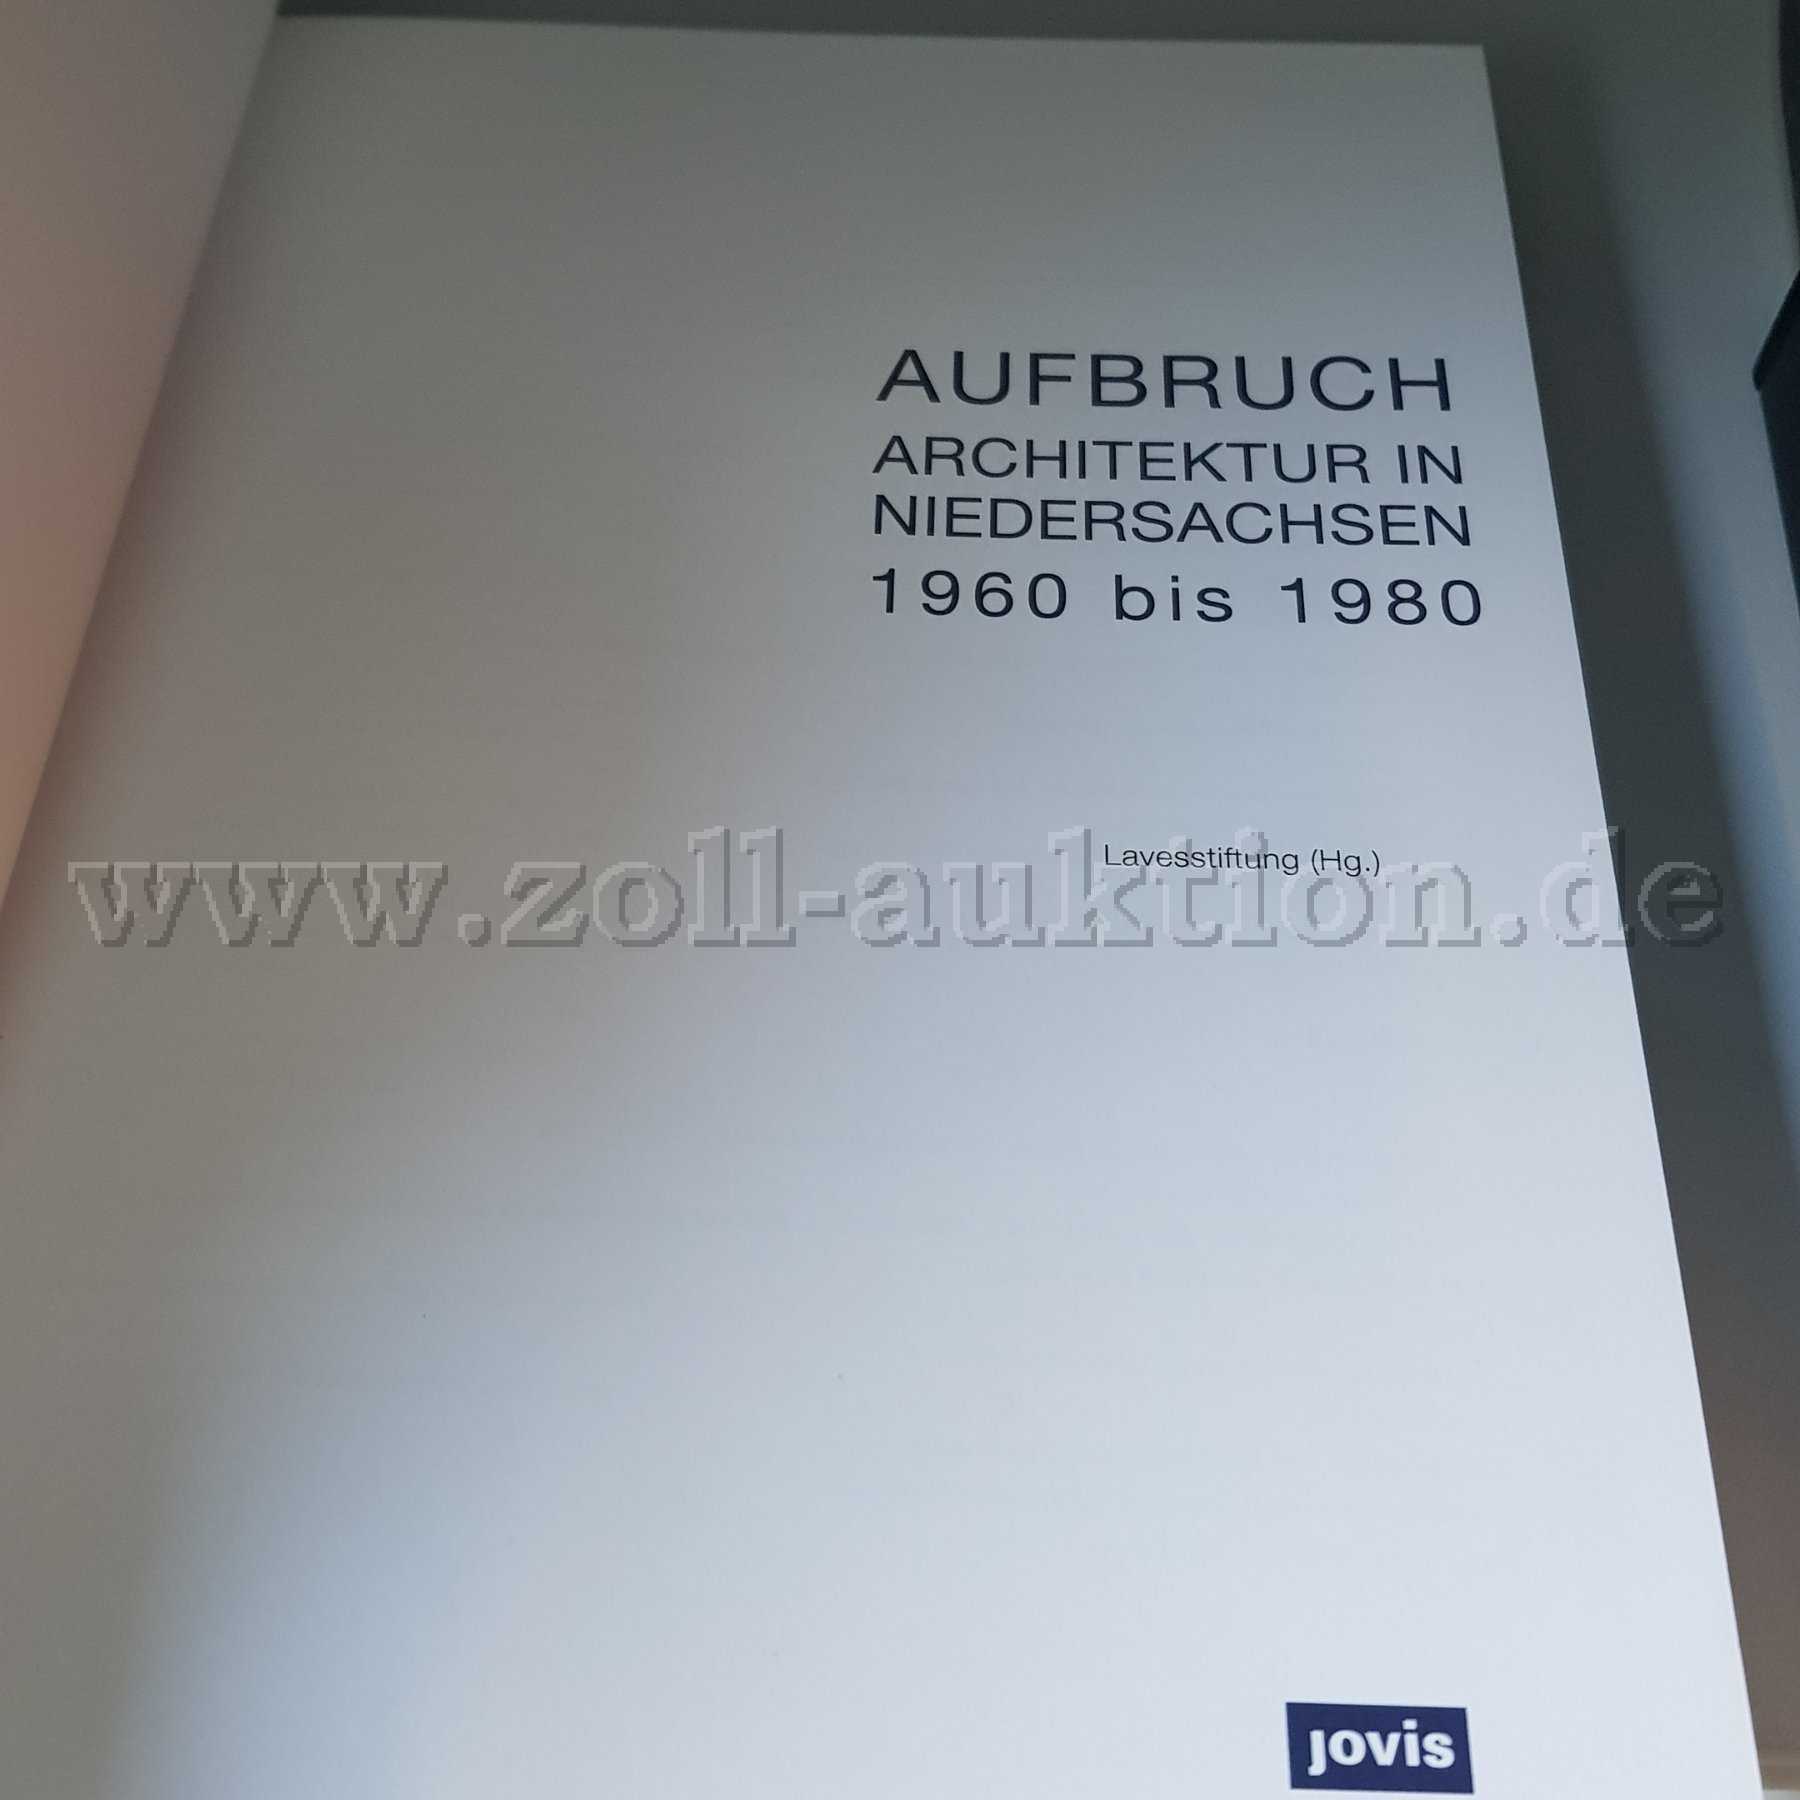 AUFBRUCH
ARCHITEKTUR IN
NIEDERSACHSEN
1960 bis 1980
Lavesstiftung (Hg.)
www.zoll-auktion.de
jovis